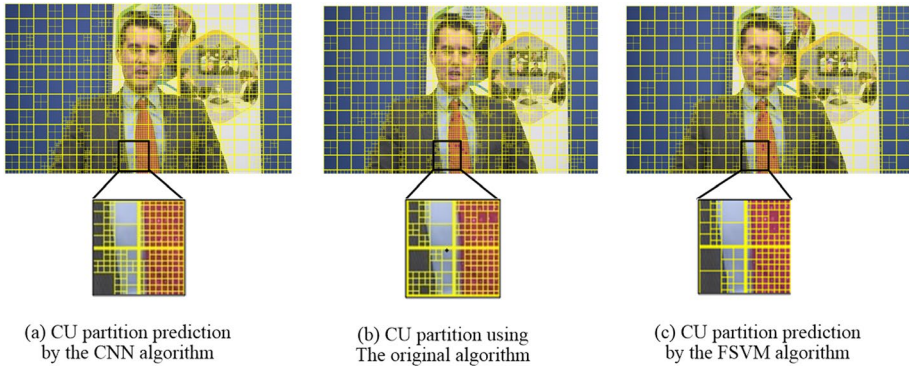 (a) CU partition prediction
by the CNN algorithm
(b) CU partition using
The original algorithm
(c) CU partition prediction
by the FSVM algorithm